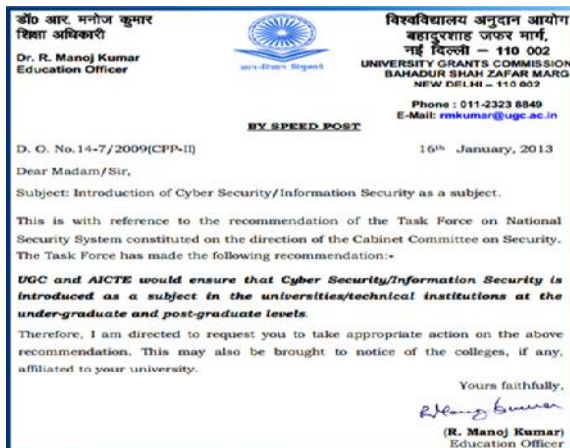 डॉ0 आर. मनोज कुमार
शिक्षा अधिकारी
Dr. R. Manoj Kumar
Education Officer
ज्ञान-विज्ञान विमुक्तये
विश्वविद्यालय अनुदान आयोग
बहादुरशाह जफर मार्ग,
नई दिल्ली – 110 002
UNIVERSITY GRANTS COMMISSION
BAHADUR SHAH ZAFAR MARG
NEW DELHI – 110 002
Phone : 011-2323 8849
E-Mail: rmkumar@ugc.ac.in
BY SPEED POST
D. O. No.14-7/2009(CPP-II)
16th January, 2013
Dear Madam/Sir,
Subject: Introduction of Cyber Security/Information Security as a subject.
This is with reference to the recommendation of the Task Force on National
Security System constituted on the direction of the Cabinet Committee on Security.
The Task Force has made the following recommendation:-
UGC and AICTE would ensure that Cyber Security/Information Security is
introduced as a subject in the universities/technical institutions at the
under-graduate and post-graduate levels.
Therefore, I am directed to request you to take appropriate action on the above
recommendation. This may also be brought to notice of the colleges, if any,
affiliated to your university.
Yours faithfully,
R Manoj Kumar
(R. Manoj Kumar)
Education Officer